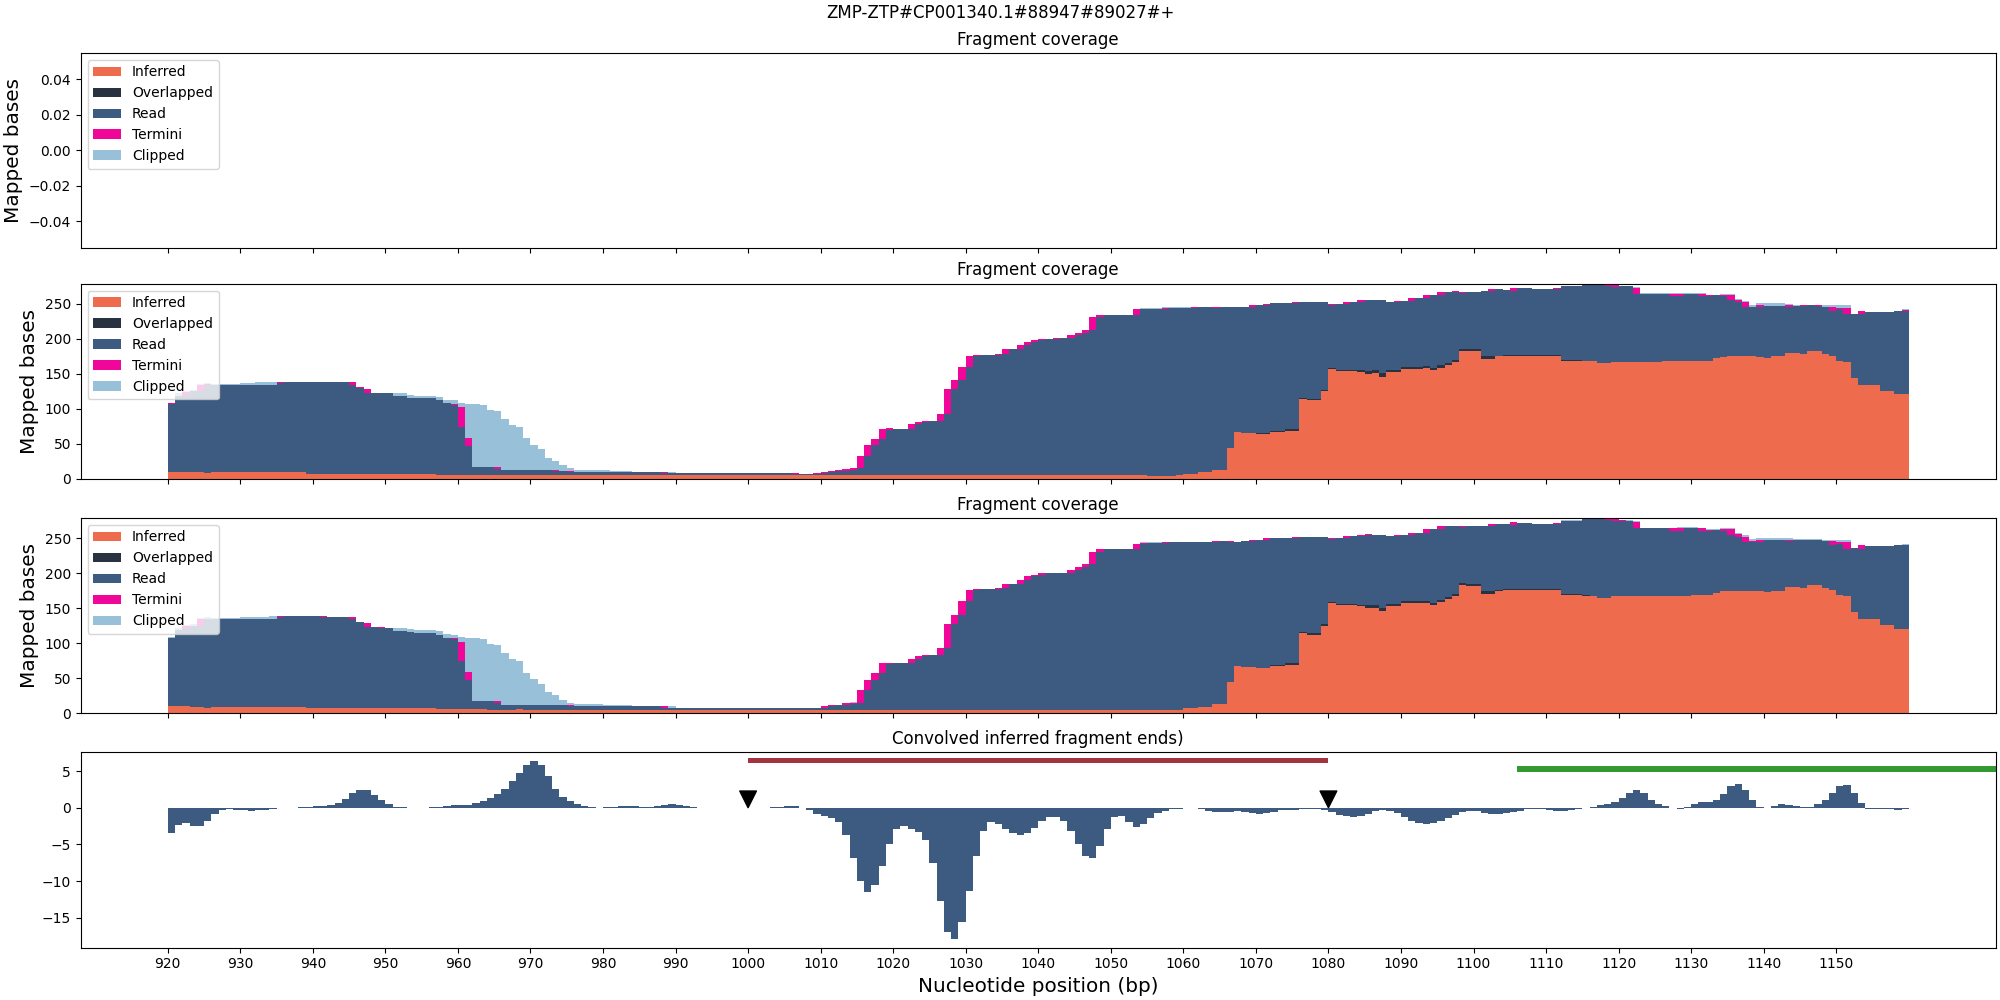 ZMP-ZTP#CP001340.1#88947#89027#+
Fragment coverage
Mapped bases
0.04
0.02
0.00
−0.02
−0.04
Inferred
Overlapped
Read
Termini
Clipped
Fragment coverage
Mapped bases
250
200
150
100
50
0
Inferred
Overlapped
Read
Termini
Clipped
Fragment coverage
Mapped bases
250
200
150
100
50
0
Inferred
Overlapped
Read
Termini
Clipped
Convolved inferred fragment ends)
5
0
−5
−10
−15
920 930 940 950 960 970 980 990 1000 1010 1020 1030 1040 1050 1060 1070 1080 1090 1100 1110 1120 1130 1140 1150
Nucleotide position (bp)